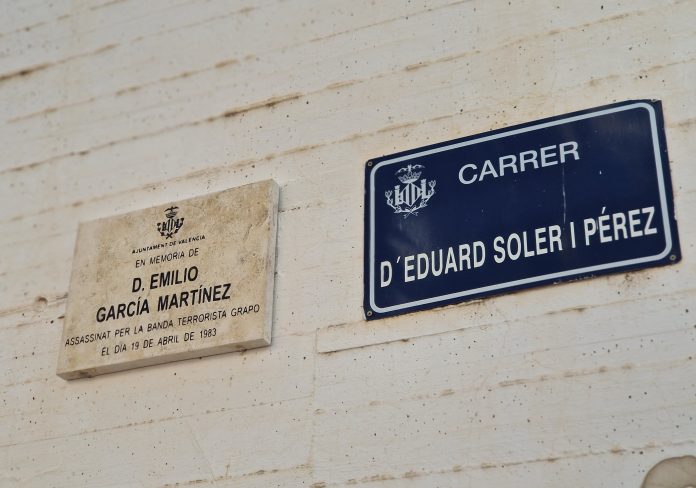 AJUNTAMENT DE VALENCIA
EN MEMORIA DE
D. EMILIO
GARCÍA MARTÍNEZ
ASSASSINAT PER LA BANDA TERRORISTA GRAPO
EL DÍA 19 DE ABRIL DE 1983
CARRER
D´EDUARD SOLER I PÉREZ